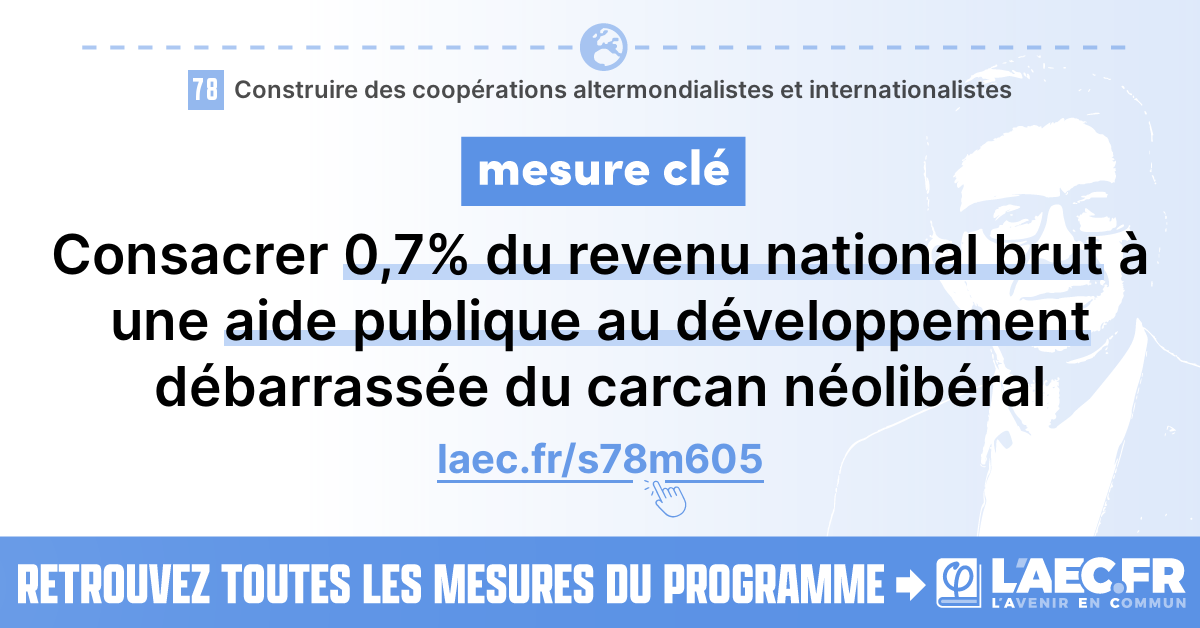 78 Construire des coopérations altermondialistes et internationalistes
mesure clé
Consacrer 0,7% du revenu national brut à
une aide publique au développement
débarrassée du carcan néolibéral
laec.fr/s78m605
RETROUVEZ TOUTES LES MESURES DU PROGRAMME
φ L'AEC.FR
L'AVENIR EN COMMUN